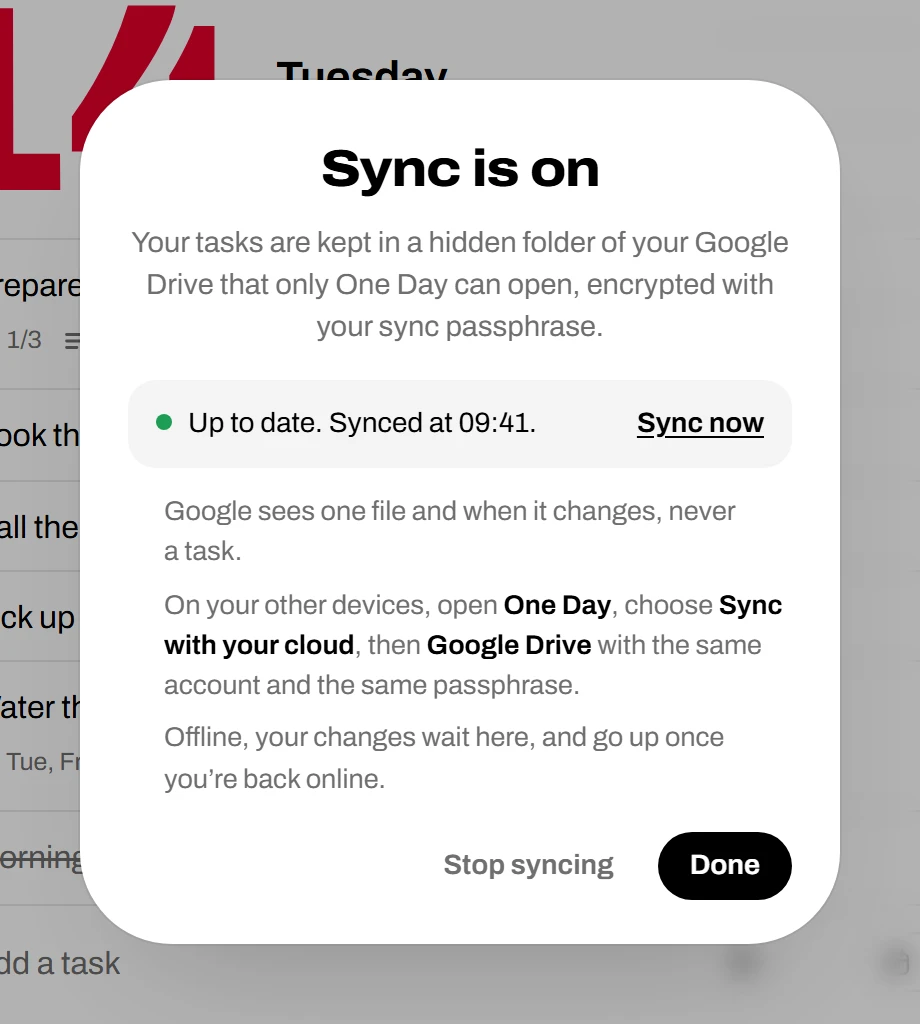 14
Tuesday
Sync is on
Your tasks are kept in a hidden folder of your Google
Drive that only One Day can open, encrypted with
your sync passphrase.
Up to date. Synced at 09:41.
Sync now
Google sees one file and when it changes, never
a task.
On your other devices, open One Day, choose Sync
with your cloud, then Google Drive with the same
account and the same passphrase.
Offline, your changes wait here, and go up once
you’re back online.
Stop syncing
Done
1/3
ck up
Tue,
a task